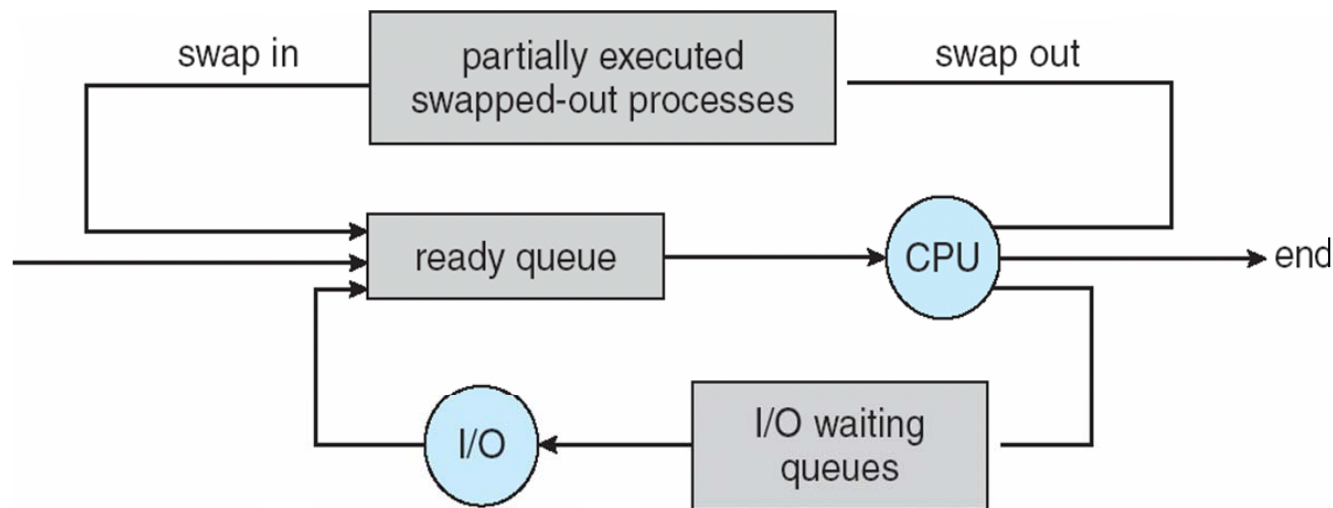 swap in
partially executed
swapped-out processes
swap out
ready queue
CPU
end
I/O
I/O waiting
queues